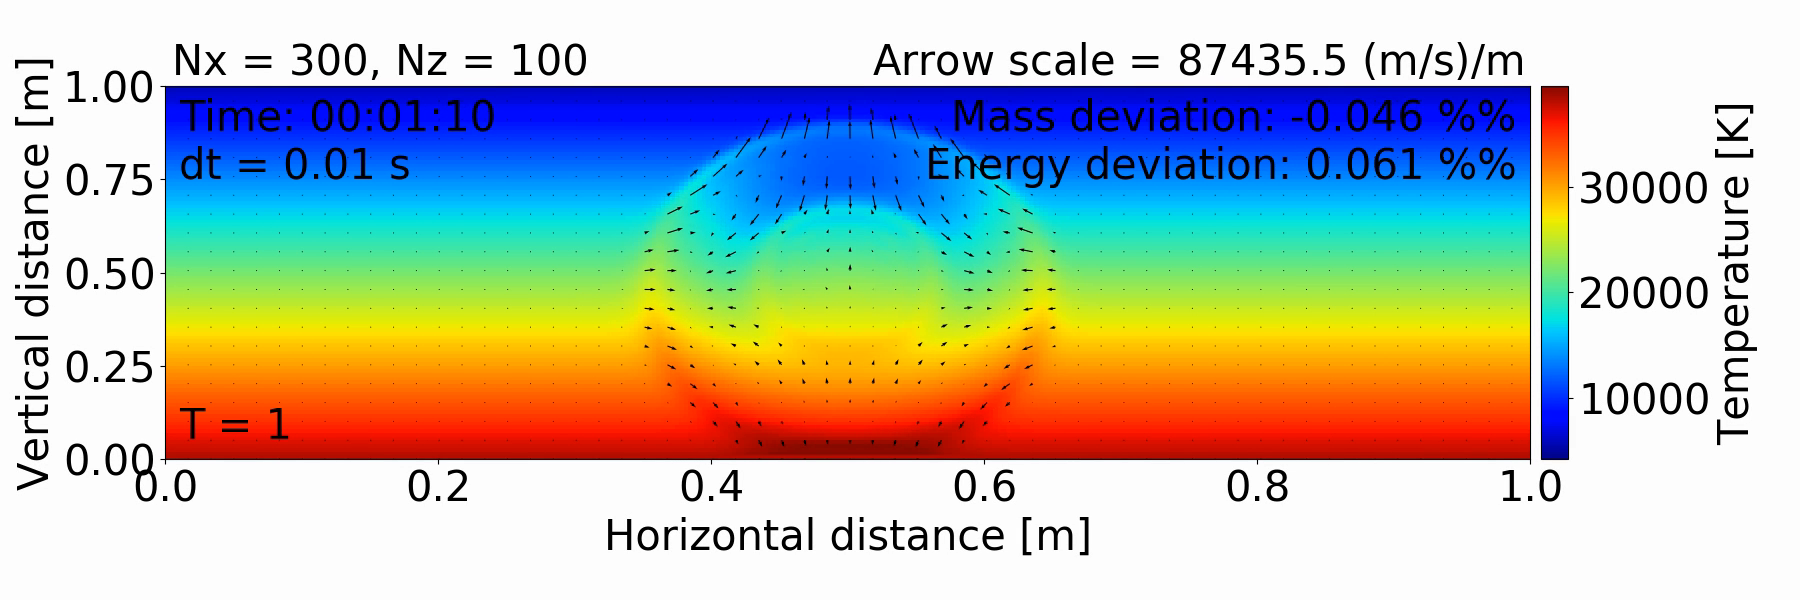 Nx = 300, Nz = 100
Arrow scale = 87435.5 (m/s)/m
Time: 00:01:10
dt = 0.01 s
Mass deviation: -0.046 %%
Energy deviation: 0.061 %%
T = 1
Vertical distance [m]
1.00
0.75
0.50
0.25
0.00
0.0
0.2
0.4
0.6
0.8
1.0
Horizontal distance [m]
30000
20000
10000
Temperature [K]